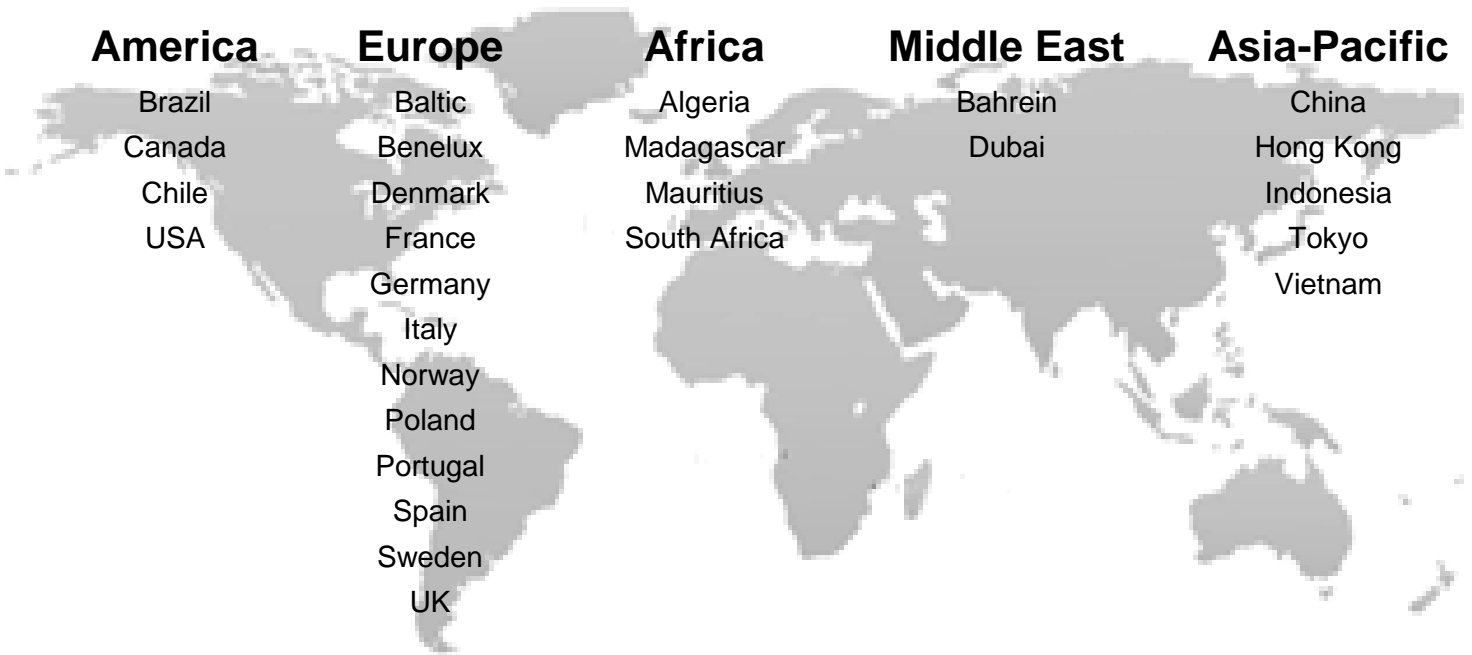 America
Brazil
Canada
Chile
USA
Europe
Baltic
Benelux
Denmark
France
Germany
Italy
Norway
Poland
Portugal
Spain
Sweden
UK
Africa
Algeria
Madagascar
Mauritius
South Africa
Middle East
Bahrein
Dubai
Asia-Pacific
China
Hong Kong
Indonesia
Tokyo
Vietnam